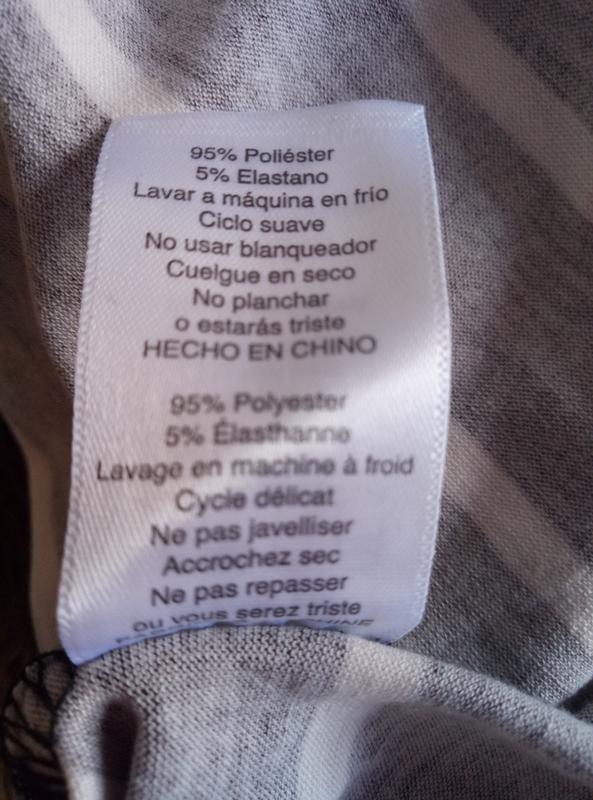 95% Poliéster
5% Elastano
Lavar a máquina en frío
Ciclo suave
No usar blanqueador
Cuelgue en seco
No planchar
o estarás triste
HECHO EN CHINO
95% Polyester
5% Élasthanne
Lavage en machine à froid
Cycle délicat
Ne pas javelliser
Accrochez sec
Ne pas repasser
ou vous serez triste